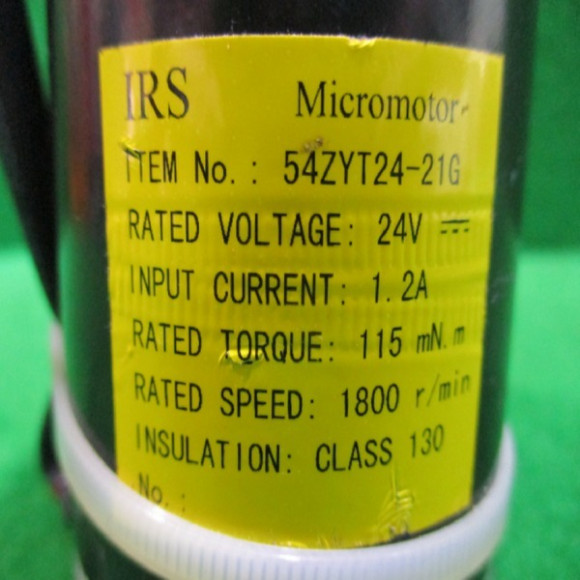 IRS Micromotor
ITEM No.: 54ZYT24-21G
RATED VOLTAGE: 24V ⎓
INPUT CURRENT: 1.2A
RATED TORQUE: 115 mN.m
RATED SPEED: 1800 r/min
INSULATION: CLASS 130
No.: